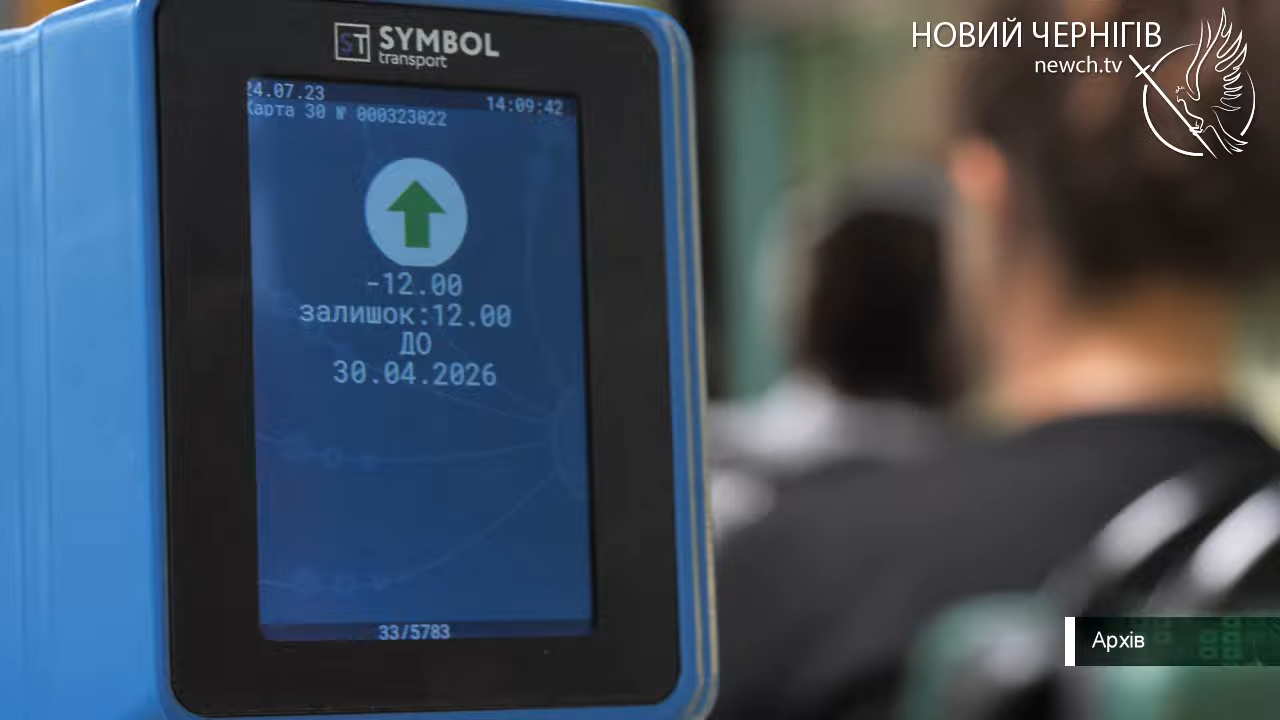 НОВИЙ ЧЕРНІГІВ
newch.tv
ST SYMBOL
transport
24.07.23 14:09:42
Карта 30 № 000323022
-12.00
залишок:12.00
ДО
30.04.2026
33/5783
Архів